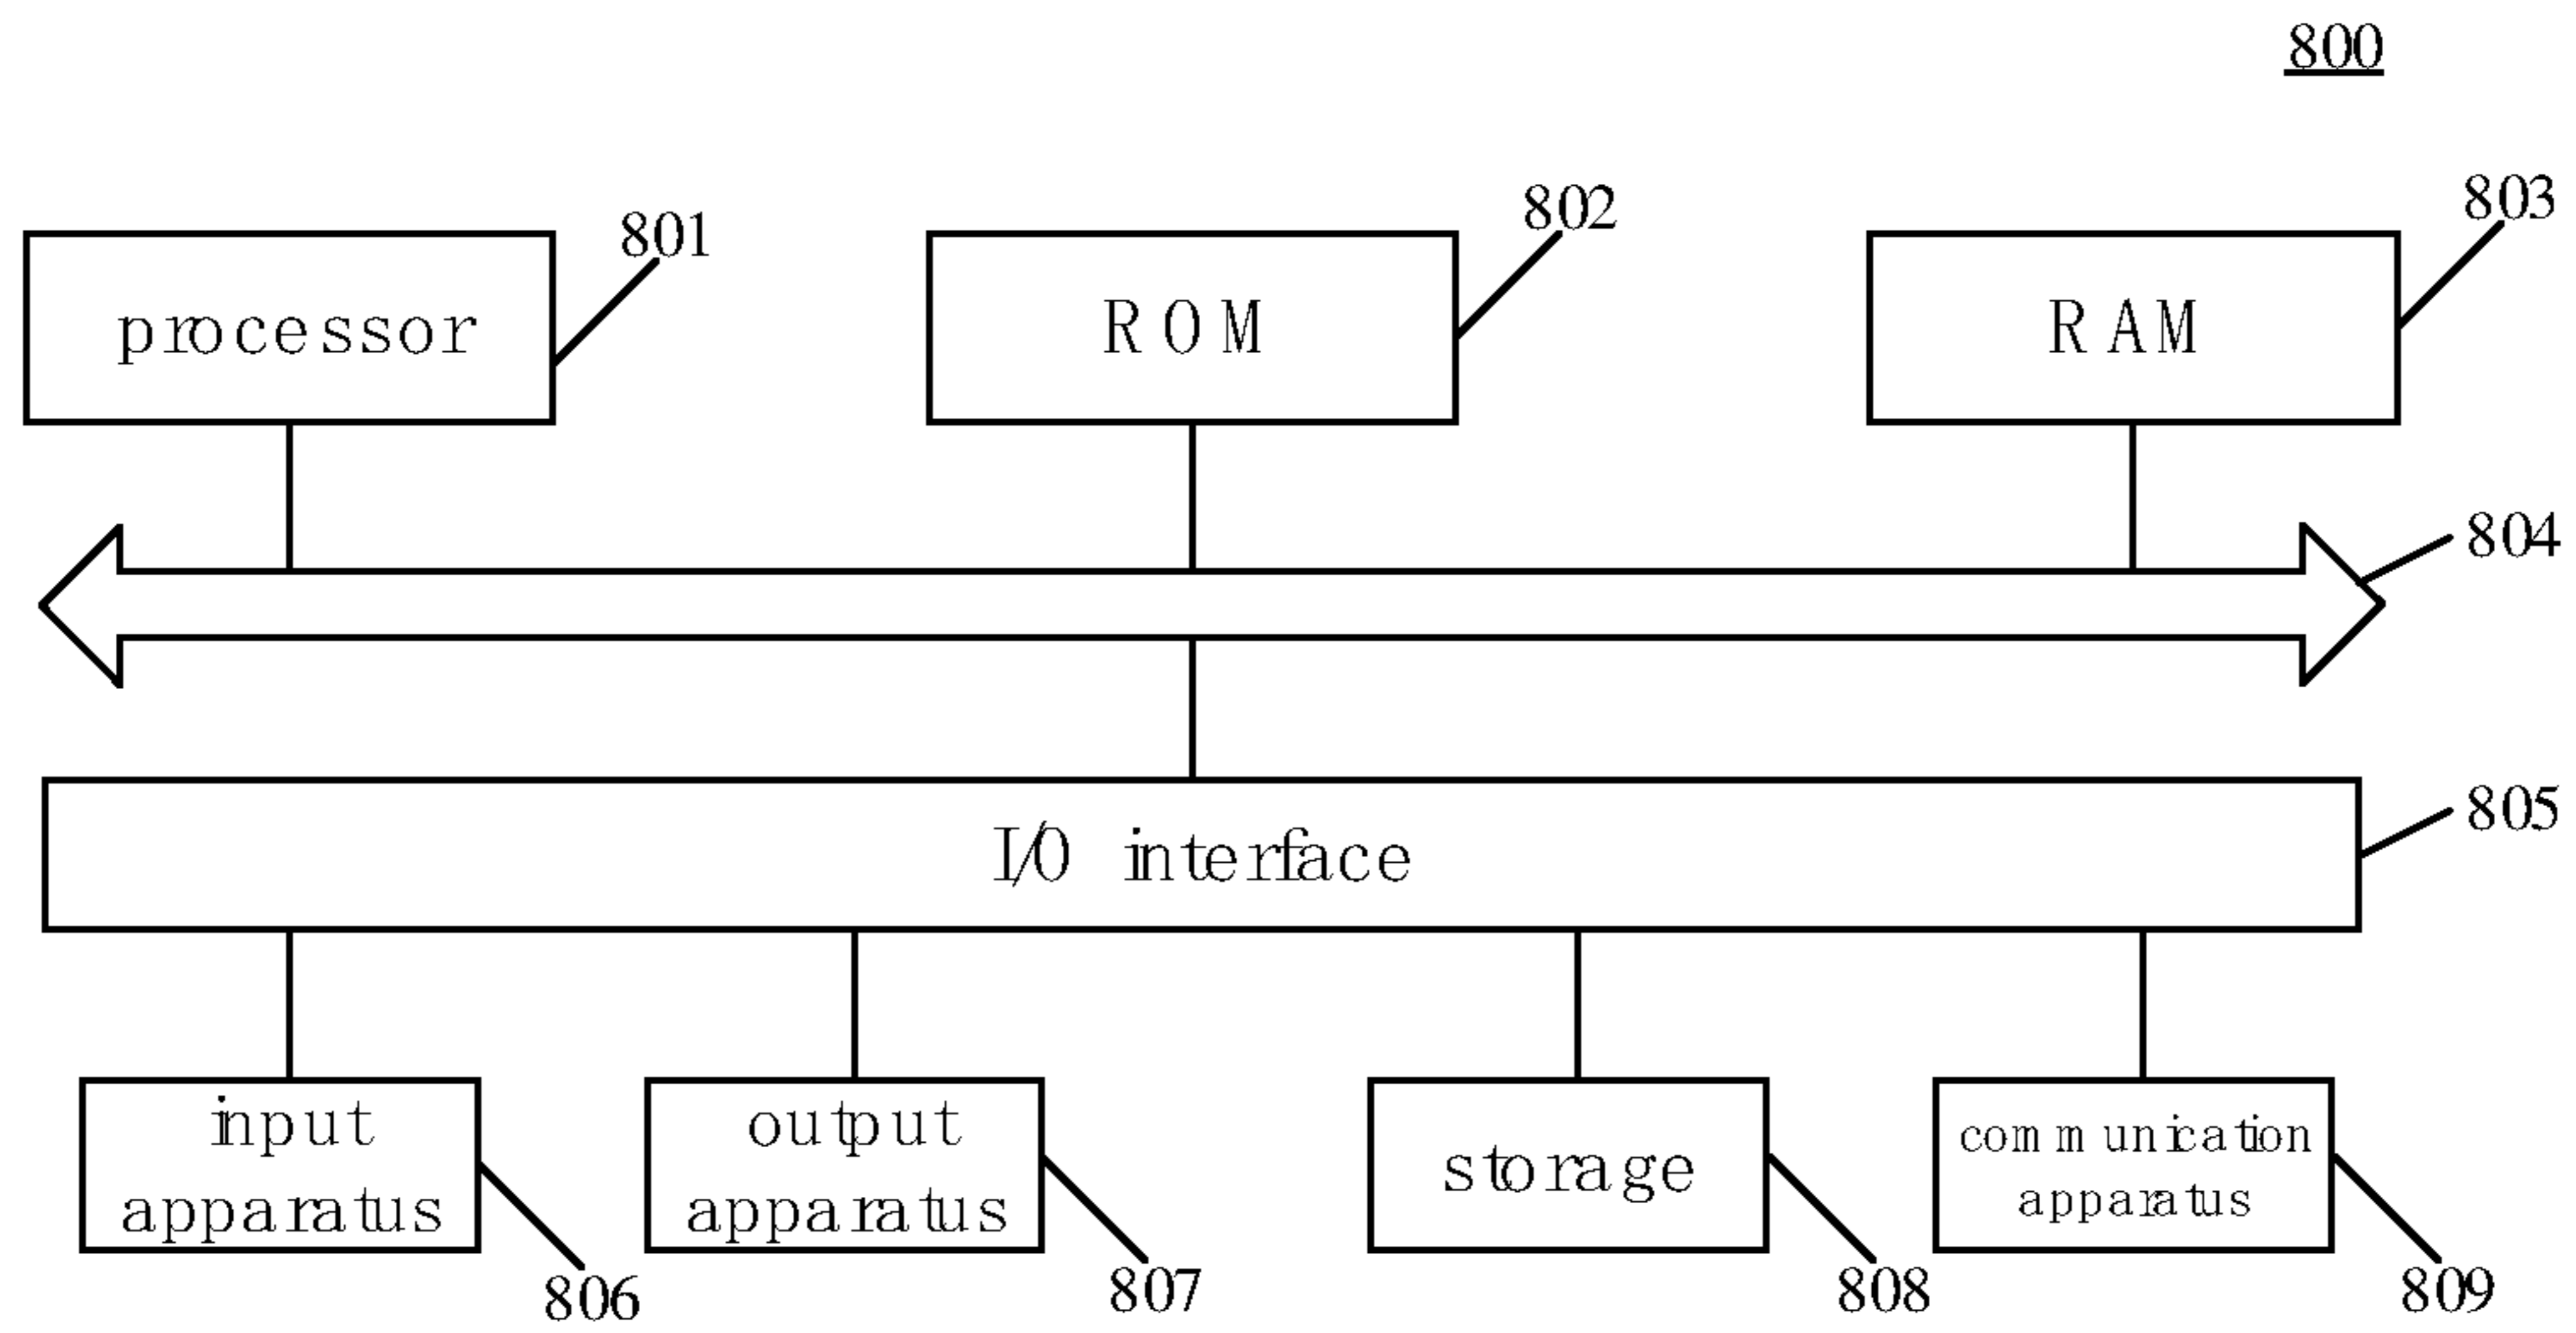 800
801
802
803
processor
ROM
RAM
804
805
I/O interface
input
apparatus
output
apparatus
storage
communication
apparatus
806
807
808
809